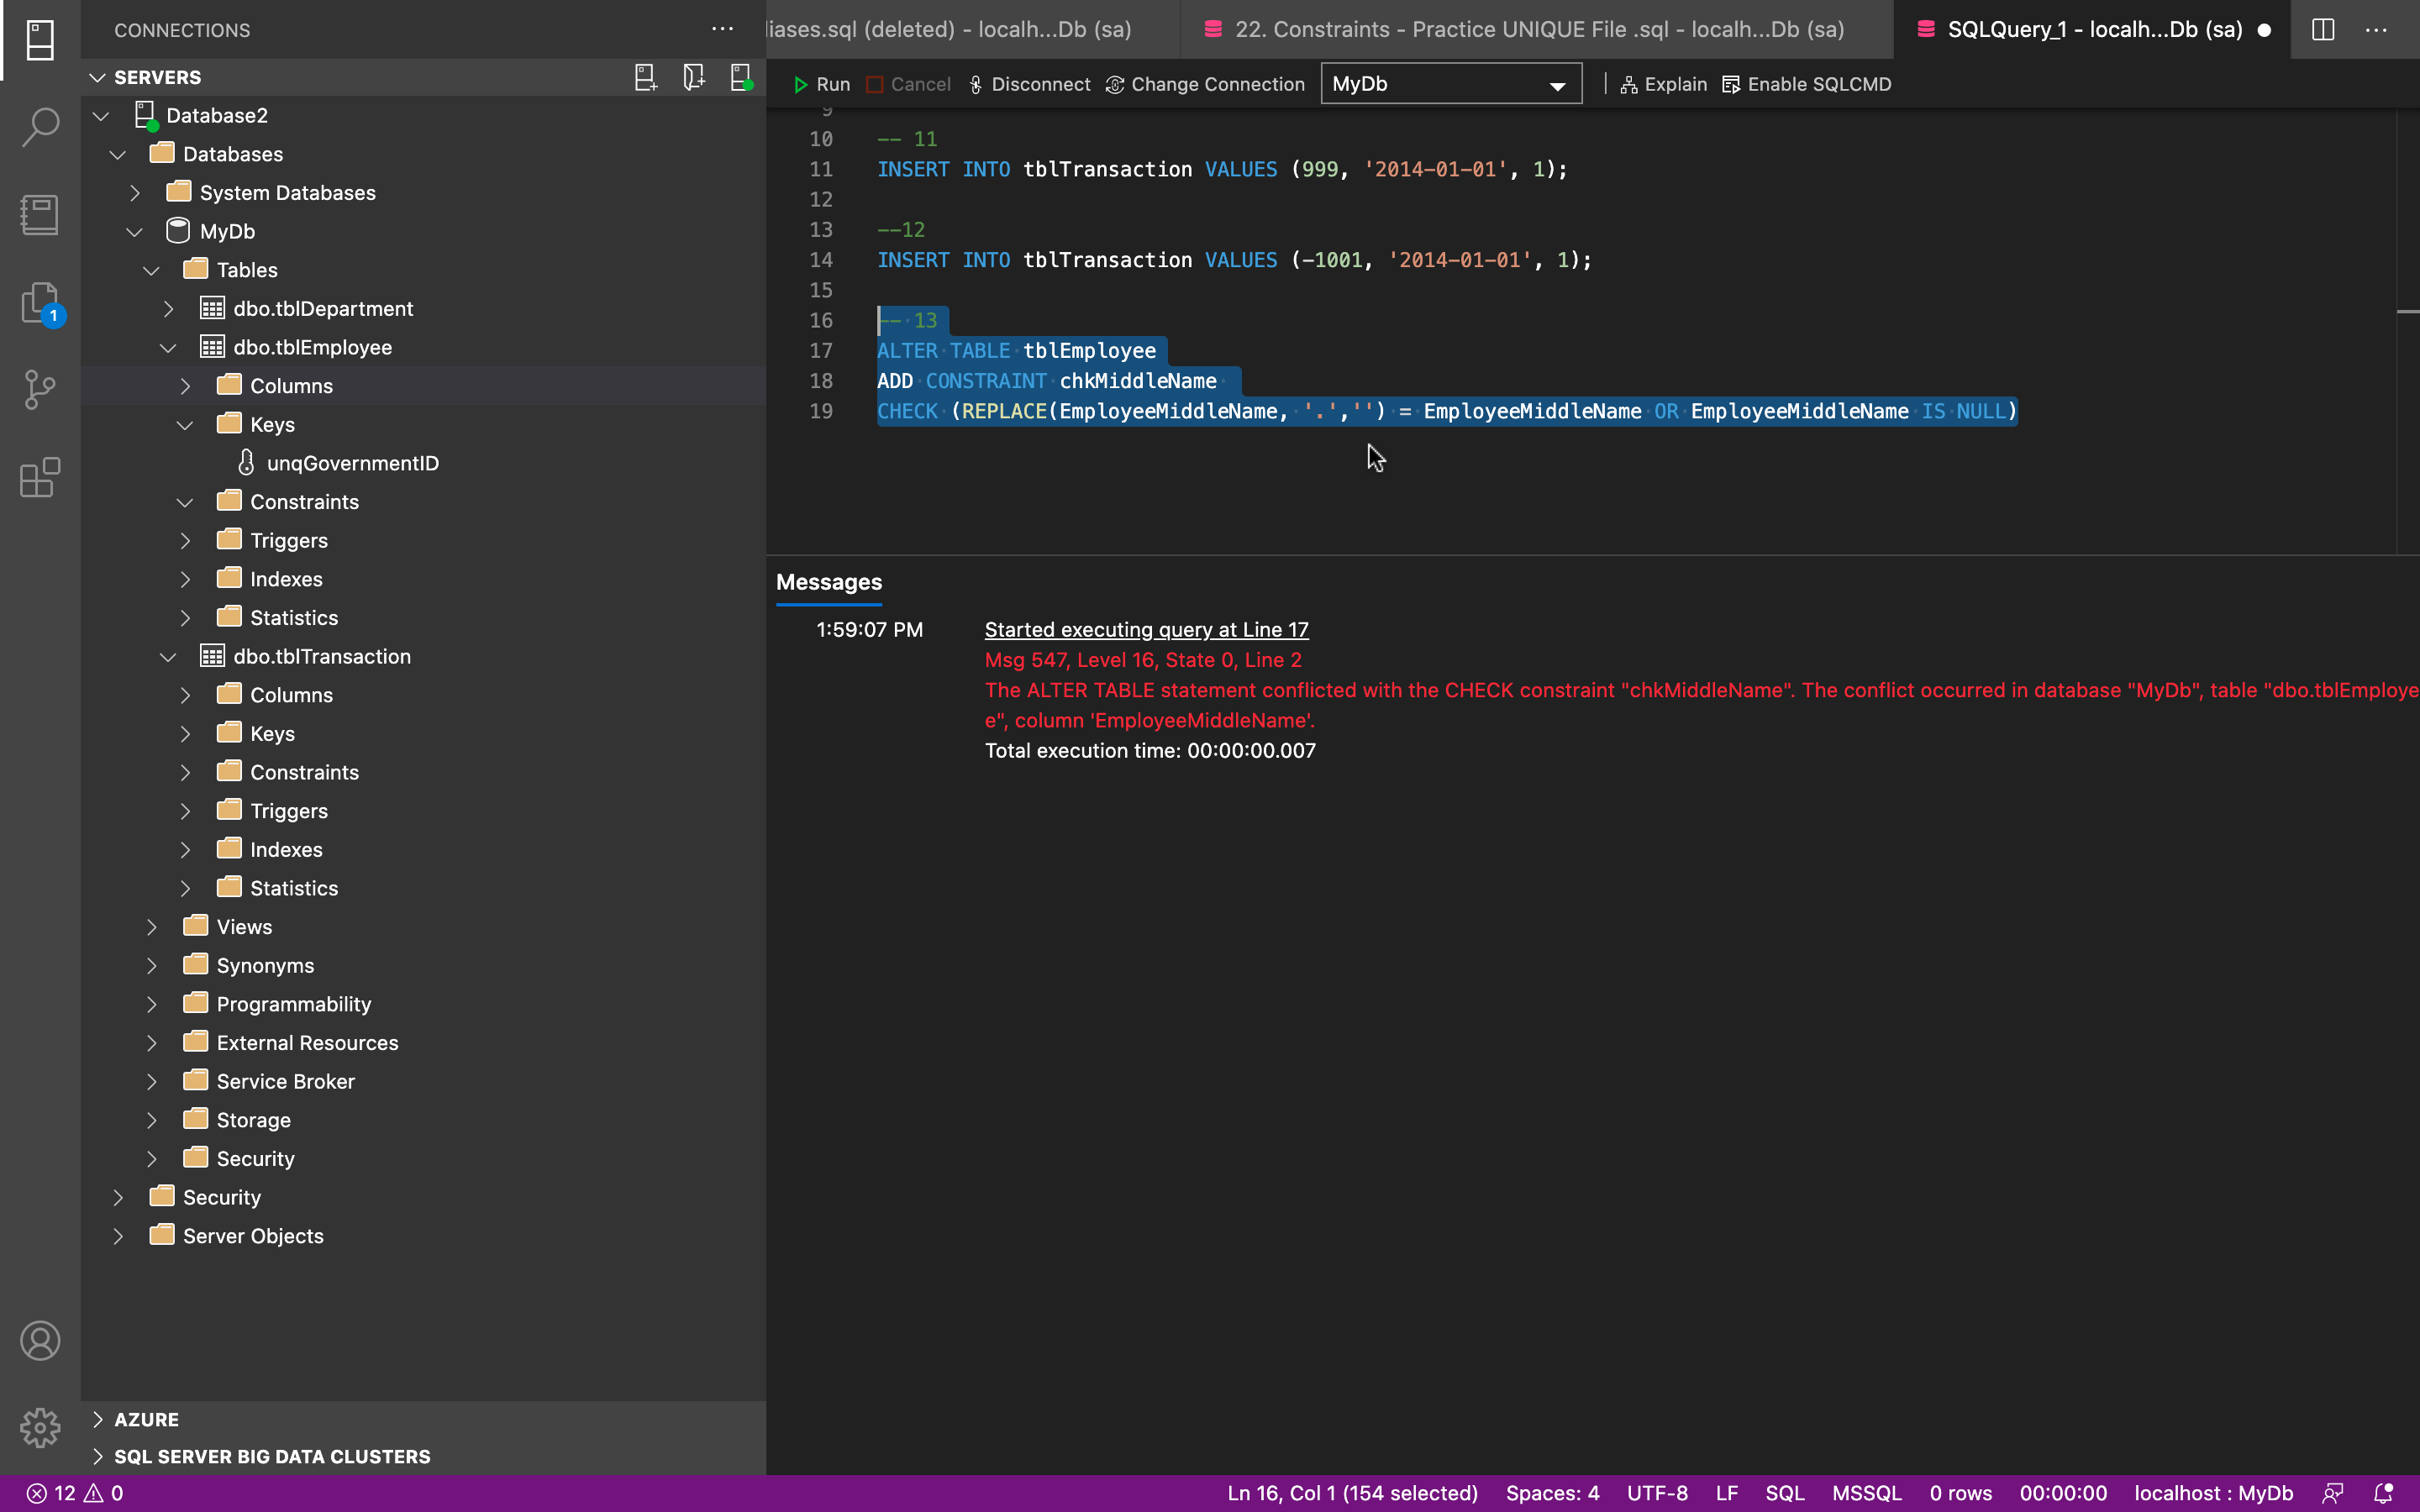 CONNECTIONS
SERVERS
Database2
Databases
System Databases
MyDb
Tables
dbo.tblDepartment
dbo.tblEmployee
Columns
Keys
unqGovernmentID
Constraints
Triggers
Indexes
Statistics
dbo.tblTransaction
Columns
Keys
Constraints
Triggers
Indexes
Statistics
Views
Synonyms
Programmability
External Resources
Service Broker
Storage
Security
Security
Server Objects
AZURE
SQL SERVER BIG DATA CLUSTERS
1
liases.sql (deleted) - localh...Db (sa)
22. Constraints - Practice UNIQUE File .sql - localh...Db (sa)
SQLQuery_1 - localh...Db (sa)
Run Cancel Disconnect Change Connection MyDb Explain Enable SQLCMD
9
10 -- 11
11 INSERT INTO tblTransaction VALUES (999, '2014-01-01', 1);
12
13 --12
14 INSERT INTO tblTransaction VALUES (-1001, '2014-01-01', 1);
15
16 -- 13
17 ALTER TABLE tblEmployee
18 ADD CONSTRAINT chkMiddleName
19 CHECK (REPLACE(EmployeeMiddleName, '.','') = EmployeeMiddleName OR EmployeeMiddleName IS NULL)
Messages
1:59:07 PM Started executing query at Line 17
Msg 547, Level 16, State 0, Line 2
The ALTER TABLE statement conflicted with the CHECK constraint "chkMiddleName". The conflict occurred in database "MyDb", table "dbo.tblEmploye
e", column 'EmployeeMiddleName'.
Total execution time: 00:00:00.007
12 0 Ln 16, Col 1 (154 selected) Spaces: 4 UTF-8 LF SQL MSSQL 0 rows 00:00:00 localhost : MyDb